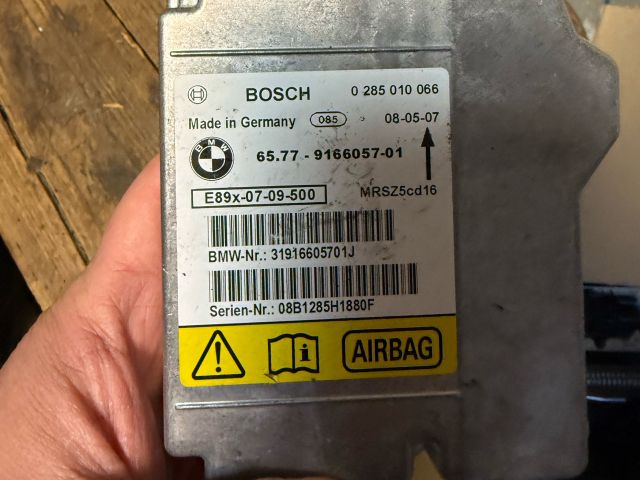 BOSCH 0 285 010 066
Made in Germany 085 08-05-07
BMW 65.77 - 9166057-01
E89x-07-09-500 MRSZ5cd16
BMW-Nr.: 31916605701J
Serien-Nr.: 08B1285H1880F
AIRBAG